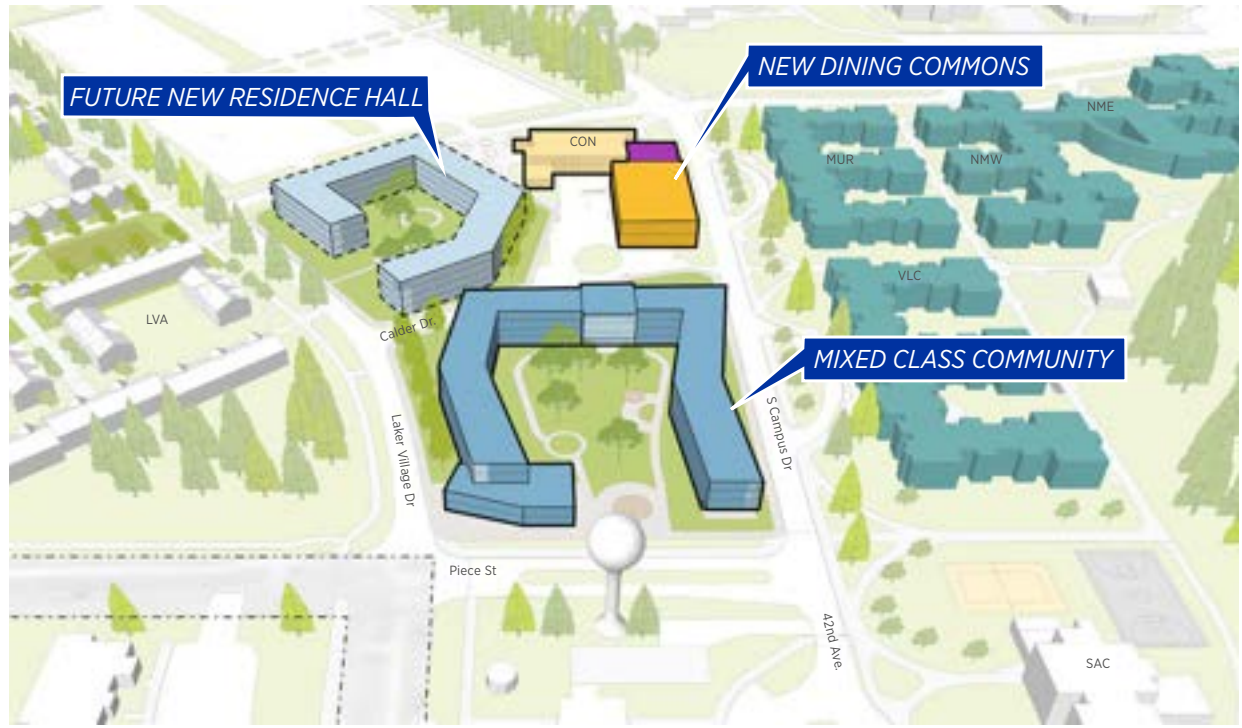 NEW DINING COMMONS
FUTURE NEW RESIDENCE HALL
NME
CON
MUR
NMW
VLC
LVA
Calder Dr.
MIXED CLASS COMMUNITY
S Campus Dr
Laker Village Dr
Piece St
42nd Ave.
SAC